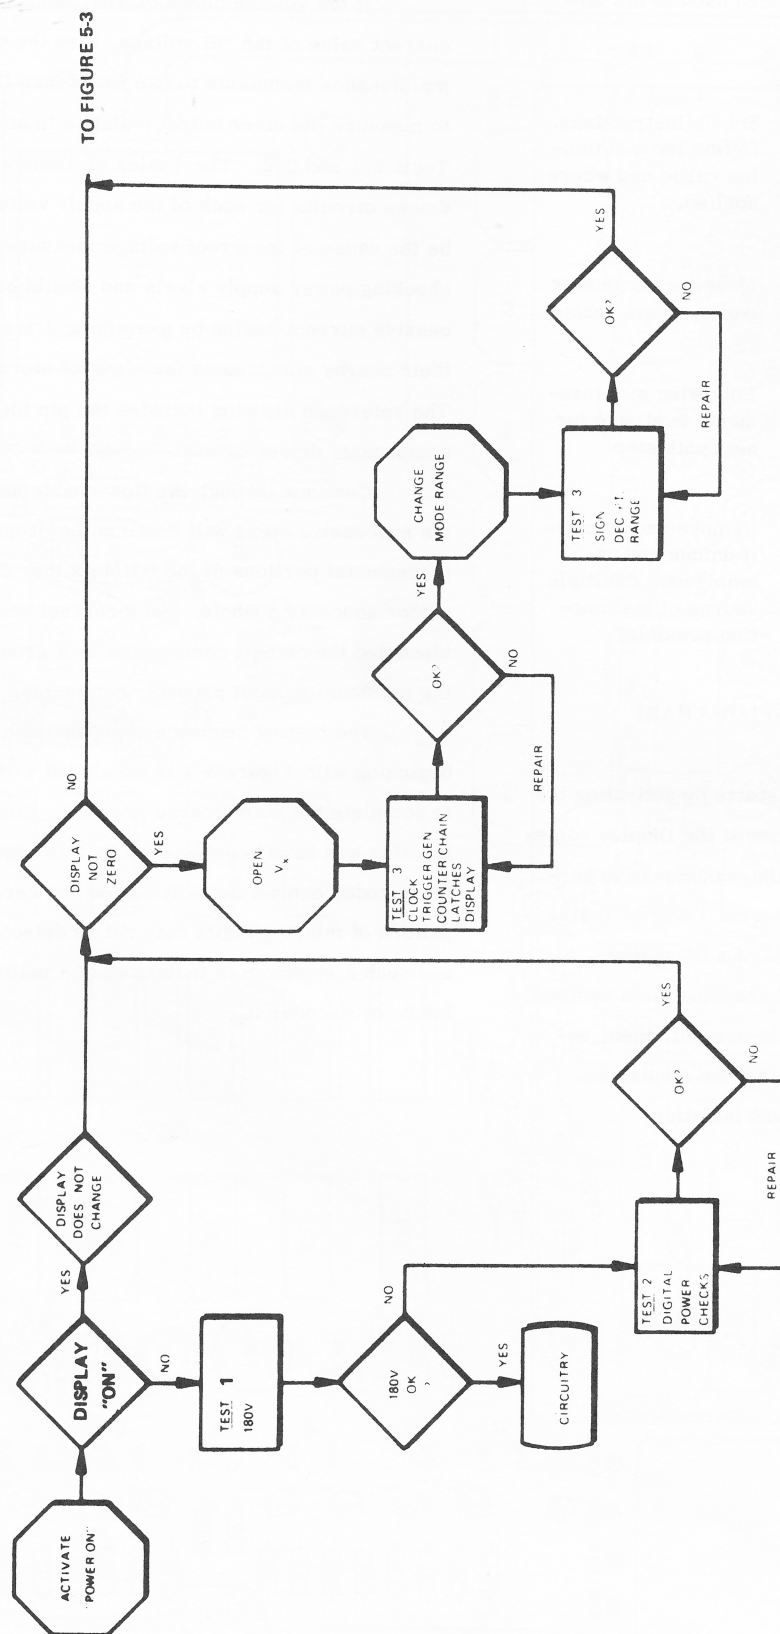 ACTIVATE
"POWER ON"
DISPLAY
"ON"
YES
NO
DISPLAY
DOES NOT
CHANGE
TEST 1
180V
180V
OK
?
NO
YES
CIRCUITRY
TEST 2
DIGITAL
POWER
CHECKS
OK?
YES
NO
REPAIR
DISPLAY
NOT
ZERO
NO
YES
OPEN
Vx
TEST 3
CLOCK
TRIGGER GEN
COUNTER CHAIN
LATCHES
DISPLAY
OK?
YES
NO
REPAIR
CHANGE
MODE RANGE
TEST 3
SIGN
DEC
RANGE
OK?
YES
NO
REPAIR
TO FIGURE 5-3